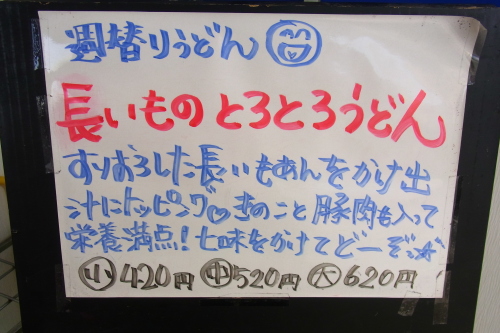 週替りうどん
長いものとろとろうどん
すりおろした長いもあんをかけ出
汁にトッピング♡きのこと豚肉も入って
栄養満点！七味をかけてどーぞ☆
小420円 中520円 大620円